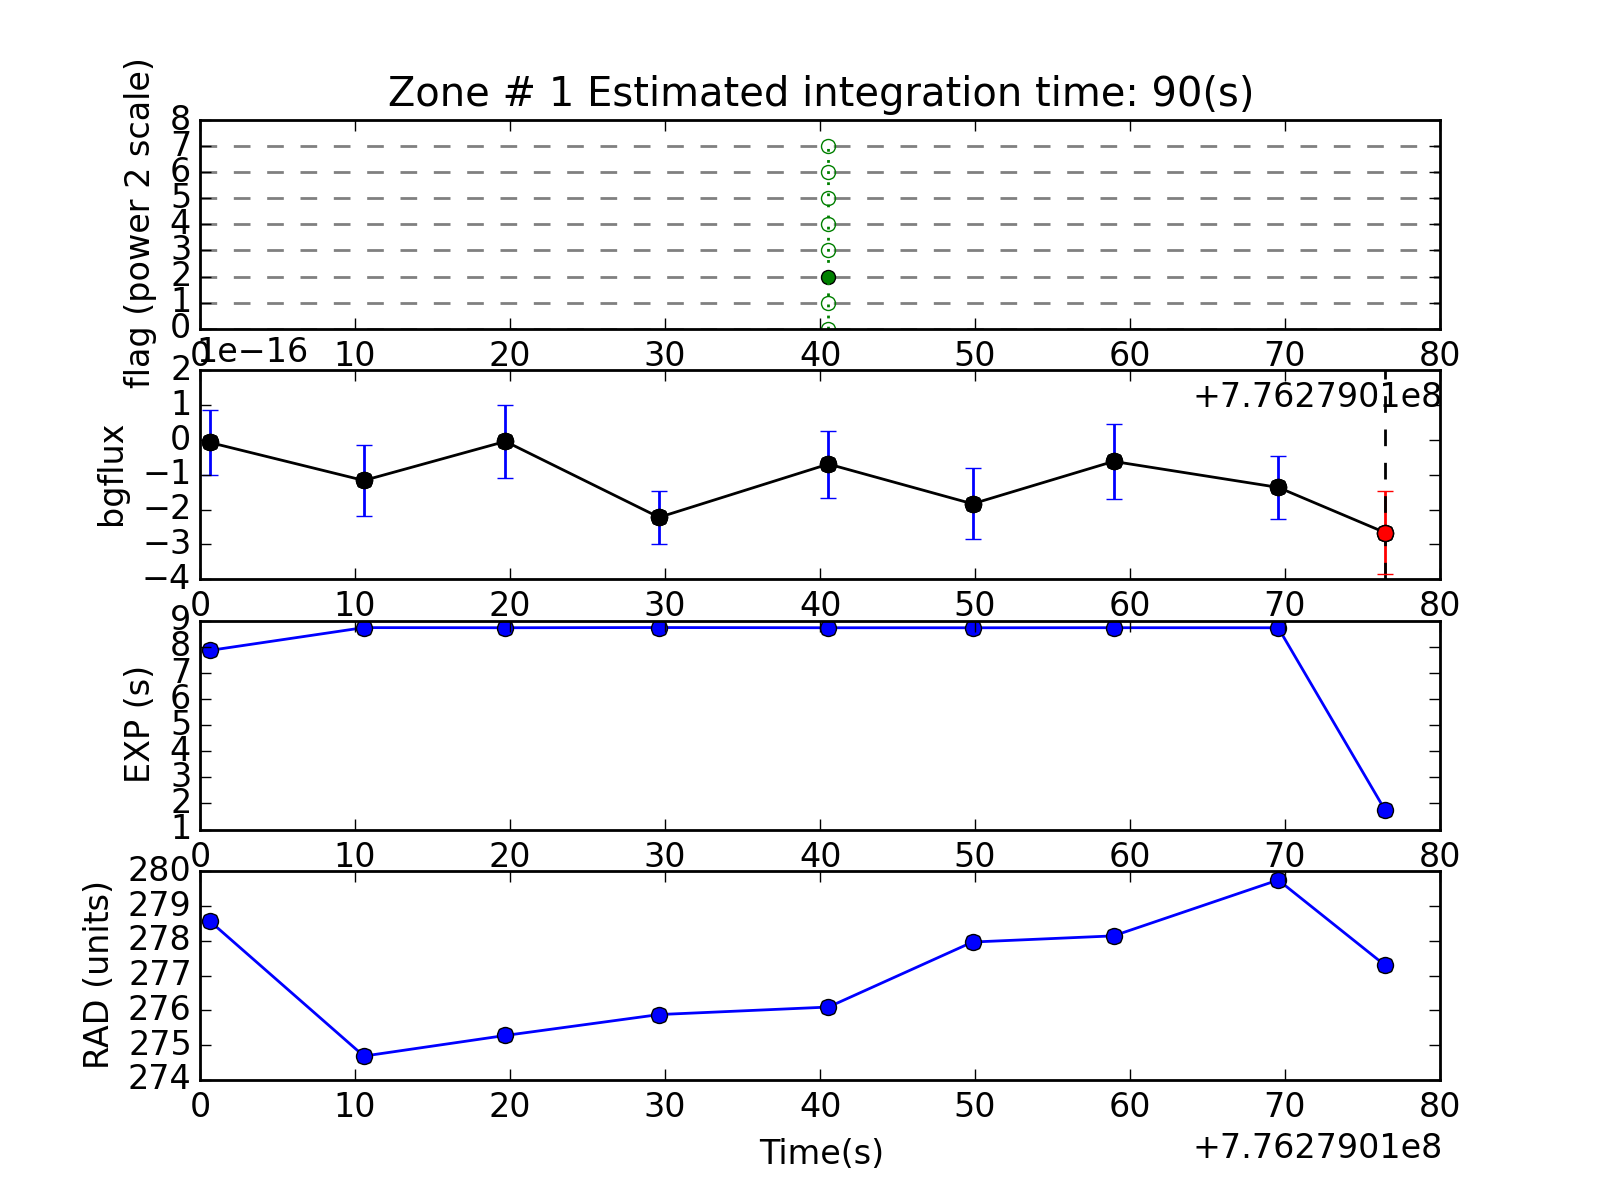 Zone # 1 Estimated integration time: 90(s)
flag (power 2 scale)
8
7
6
5
4
3
2
1
0
0 10 20 30 40 50 60 70 80
1e−16
+7.7627901e8
bgflux
2
1
0
−1
−2
−3
−4
0 10 20 30 40 50 60 70 80
EXP (s)
9
8
7
6
5
4
3
2
1
0 10 20 30 40 50 60 70 80
RAD (units)
280
279
278
277
276
275
274
0 10 20 30 40 50 60 70 80
Time(s)
+7.7627901e8